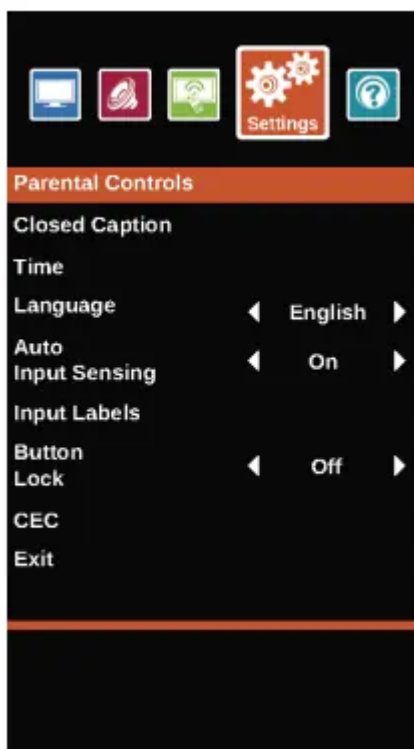 Settings
Parental Controls
Closed Caption
Time
Language English
Auto
Input Sensing On
Input Labels
Button
Lock Off
CEC
Exit